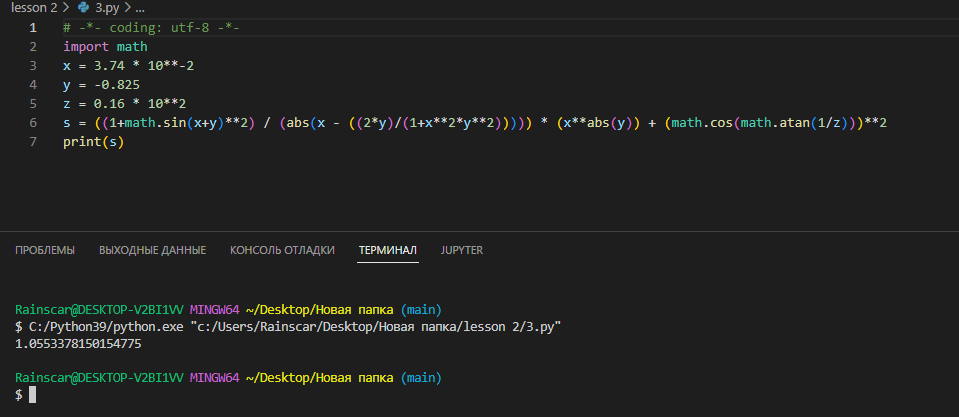 lesson 2 > 3.py > ...
1 # -*- coding: utf-8 -*-
2 import math
3 x = 3.74 * 10**-2
4 y = -0.825
5 z = 0.16 * 10**2
6 s = ((1+math.sin(x+y)**2) / (abs(x - ((2*y)/(1+x**2*y**2))))) * (x**abs(y)) + (math.cos(math.atan(1/z)))**2
7 print(s)
ПРОБЛЕМЫ ВЫХОДНЫЕ ДАННЫЕ КОНСОЛЬ ОТЛАДКИ ТЕРМИНАЛ JUPYTER
Rainscar@DESKTOP-V2BI1VV MINGW64 ~/Desktop/Новая папка (main)
$ C:/Python39/python.exe "c:/Users/Rainscar/Desktop/Новая папка/lesson 2/3.py"
1.0553378150154775
Rainscar@DESKTOP-V2BI1VV MINGW64 ~/Desktop/Новая папка (main)
$